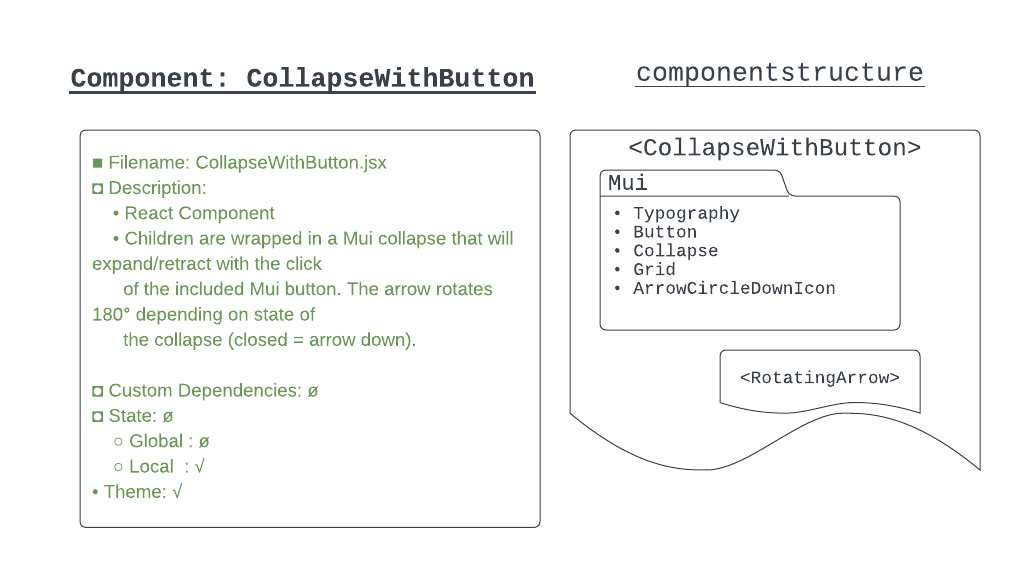 Component: CollapseWithButton
■ Filename: CollapseWithButton.jsx
◘ Description:
• React Component
• Children are wrapped in a Mui collapse that will
expand/retract with the click
of the included Mui button. The arrow rotates
180° depending on state of
the collapse (closed = arrow down).
◘ Custom Dependencies: ø
◘ State: ø
○ Global : ø
○ Local  : √
• Theme: √
componentstructure
<CollapseWithButton>
Mui
• Typography
• Button
• Collapse
• Grid
• ArrowCircleDownIcon
<RotatingArrow>